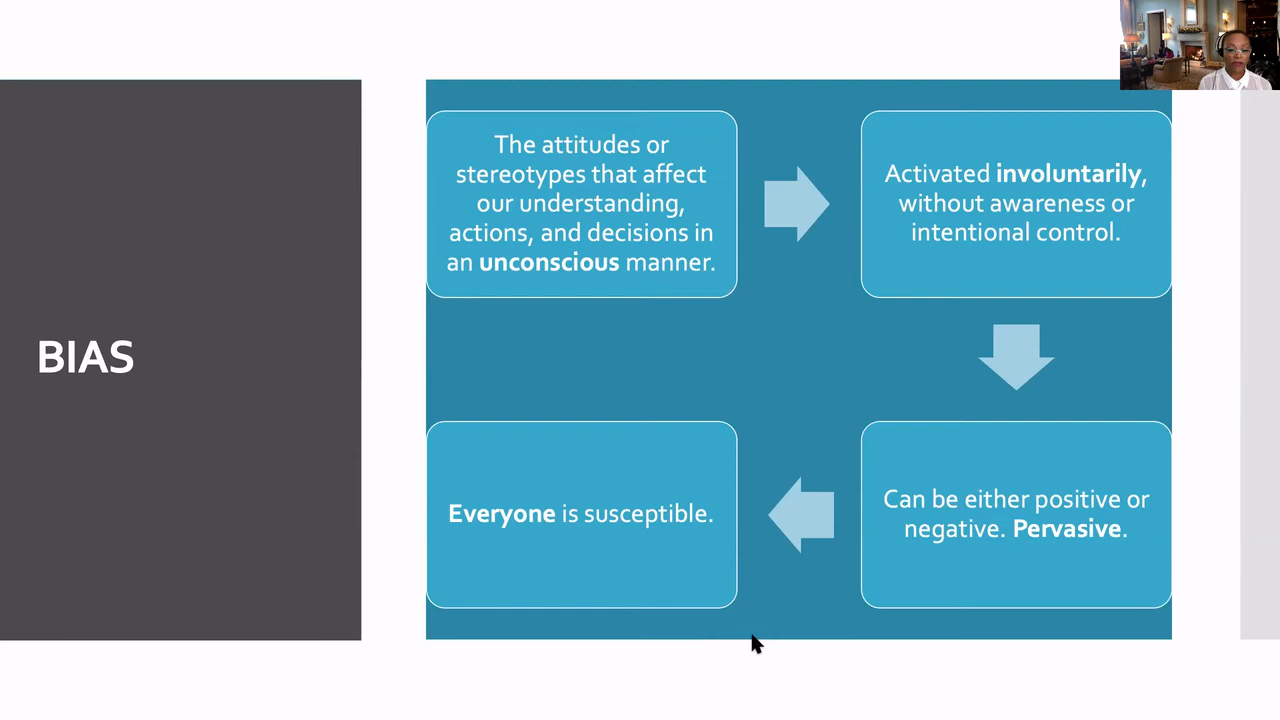 BIAS
The attitudes or
stereotypes that affect
our understanding,
actions, and decisions in
an unconscious manner.
Activated involuntarily,
without awareness or
intentional control.
Can be either positive or
negative. Pervasive.
Everyone is susceptible.